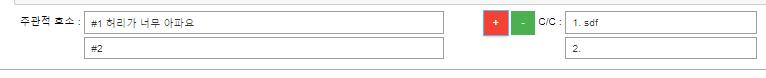 주관적 호소 : #1 허리가 너무 아파요 + - C/C : 1. sdf
#2 2.